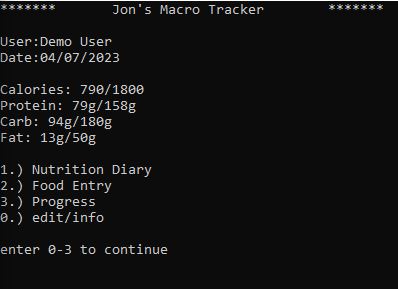 *******       Jon's Macro Tracker        *******
User:Demo User
Date:04/07/2023
Calories: 790/1800
Protein: 79g/158g
Carb: 94g/180g
Fat: 13g/50g
1.) Nutrition Diary
2.) Food Entry
3.) Progress
0.) edit/info
enter 0-3 to continue